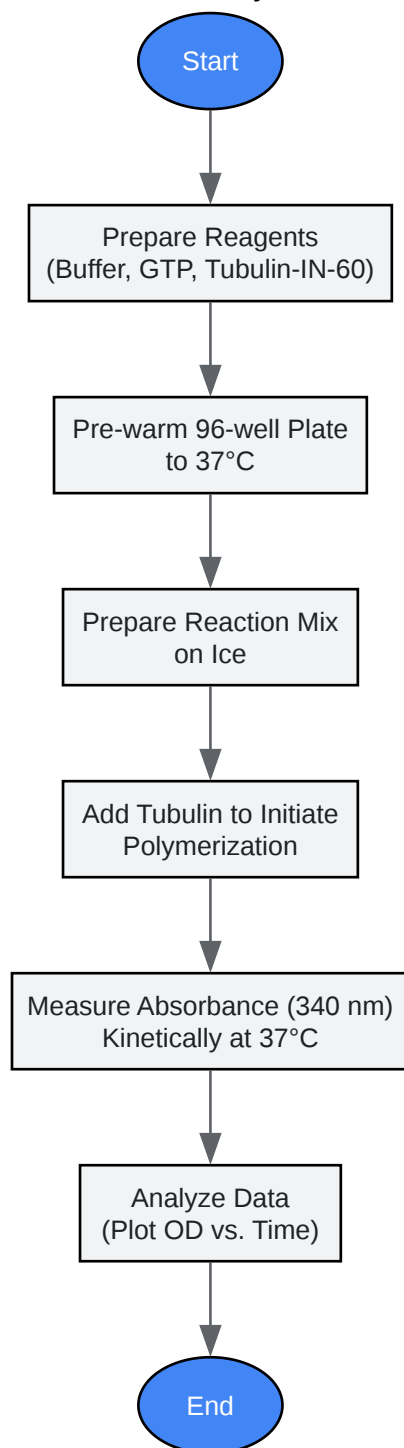 Start
Prepare Reagents
(Buffer, GTP, Tubulin-IN-60)
Pre-warm 96-well Plate
to 37°C
Prepare Reaction Mix
on Ice
Add Tubulin to Initiate
Polymerization
Measure Absorbance (340 nm)
Kinetically at 37°C
Analyze Data
(Plot OD vs. Time)
End